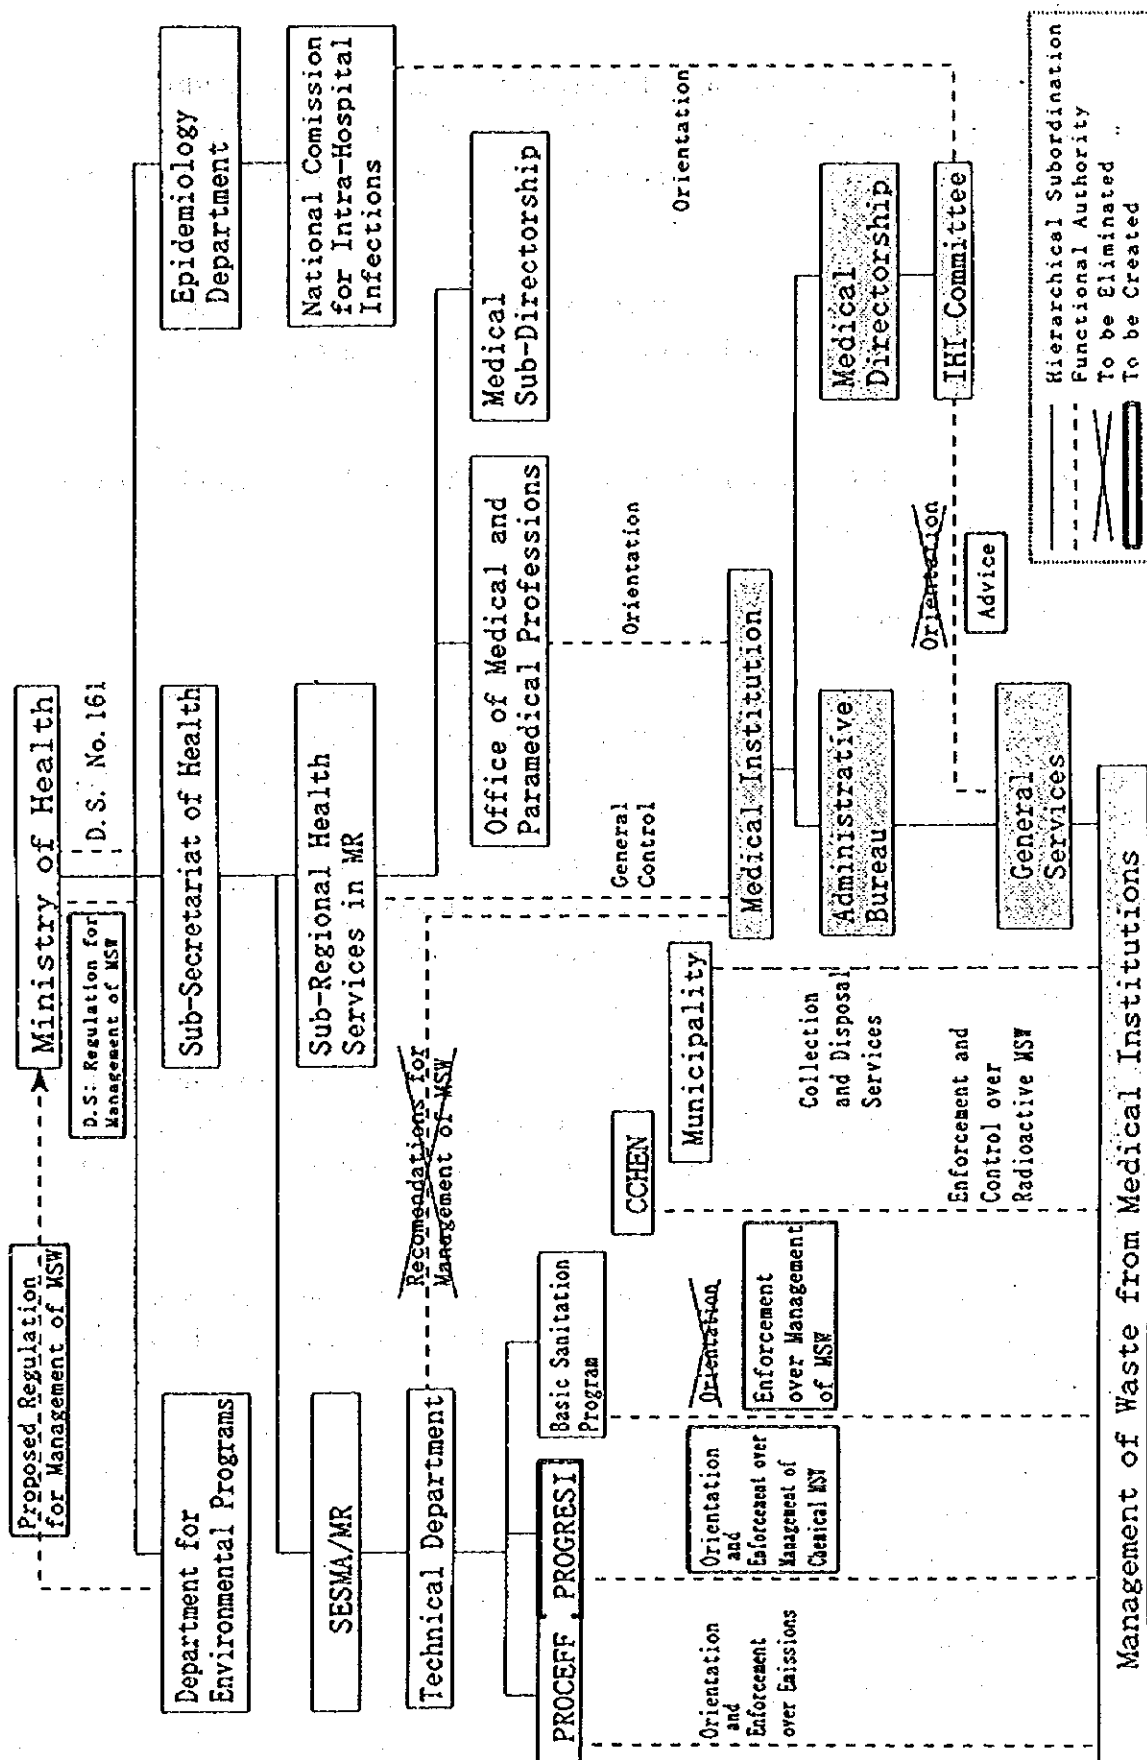 Proposed Regulation
for Management of MSW
Ministry of Health
D.S: Regulation for
Management of MSW
D.S. No.161
Department for
Environmental Programs
Sub-Secretariat of Health
Epidemiology
Department
SESMA/MR
Sub-Regional Health
Services in MR
National Comission
for Intra-Hospital
Infections
Technical Department
Recomendations for
Management of MSW
Office of Medical and
Paramedical Professions
Medical
Sub-Directorship
PROCEFF
PROGRESI
Basic Sanitation
Program
CCHEN
Municipality
General
Control
Orientation
Orientation
Medical Institution
Orientation
and
Enforcement
over Emissions
Orientation
and
Enforcement over
Management of
Chemical MSW
Orientation
Enforcement
over Management
of MSW
Collection
and Disposal
Services
Administrative
Bureau
Medical
Directorship
Orientation
Advice
IHI Committee
Enforcement and
Control over
Radioactive MSW
General
Services
Management of Waste from Medical Institutions
Hierarchical Subordination
Functional Authority
To be Eliminated
To be Created